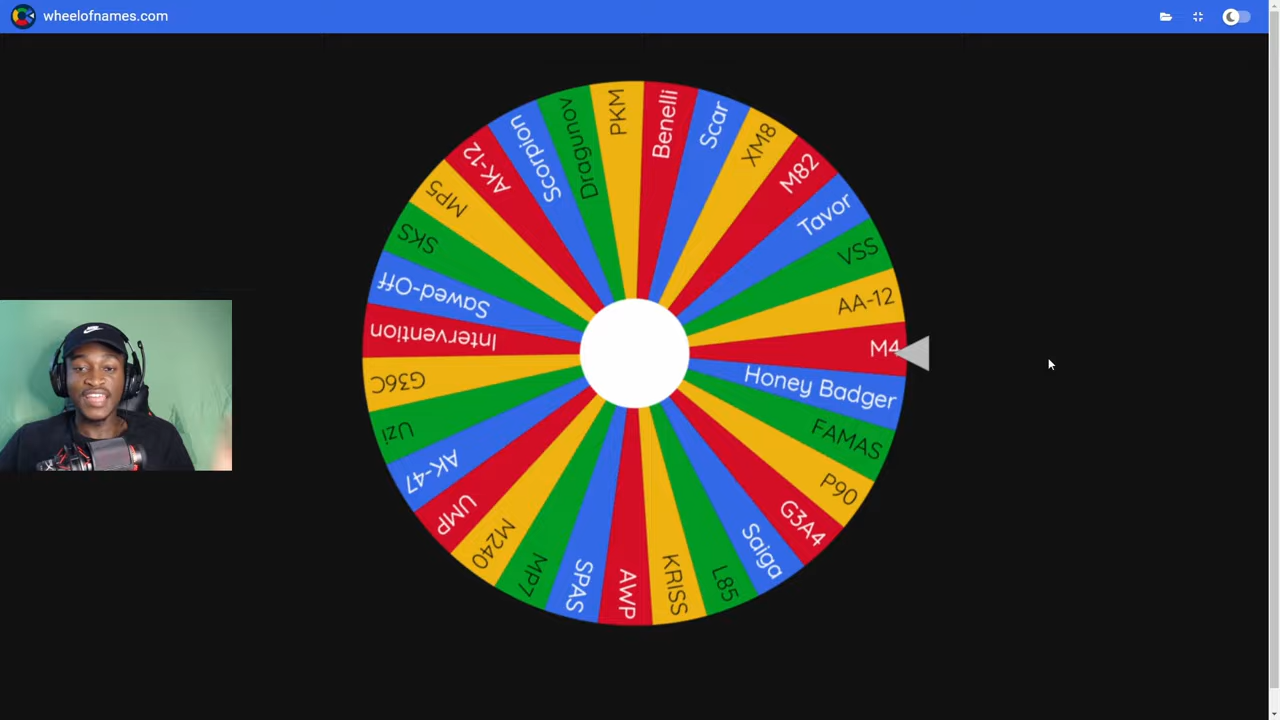 wheelofnames.com
PKM
Benelli
Scar
XM8
M82
Tavor
VSS
AA-12
M4
Honey Badger
FAMAS
P90
G3A4
Saiga
L85
KRISS
AWP
SPAS
MP7
M240
UMP
AK-47
Uzi
G36C
Intervention
Sawed-Off
SKS
MP5
AK-12
Scorpion
Dragunov